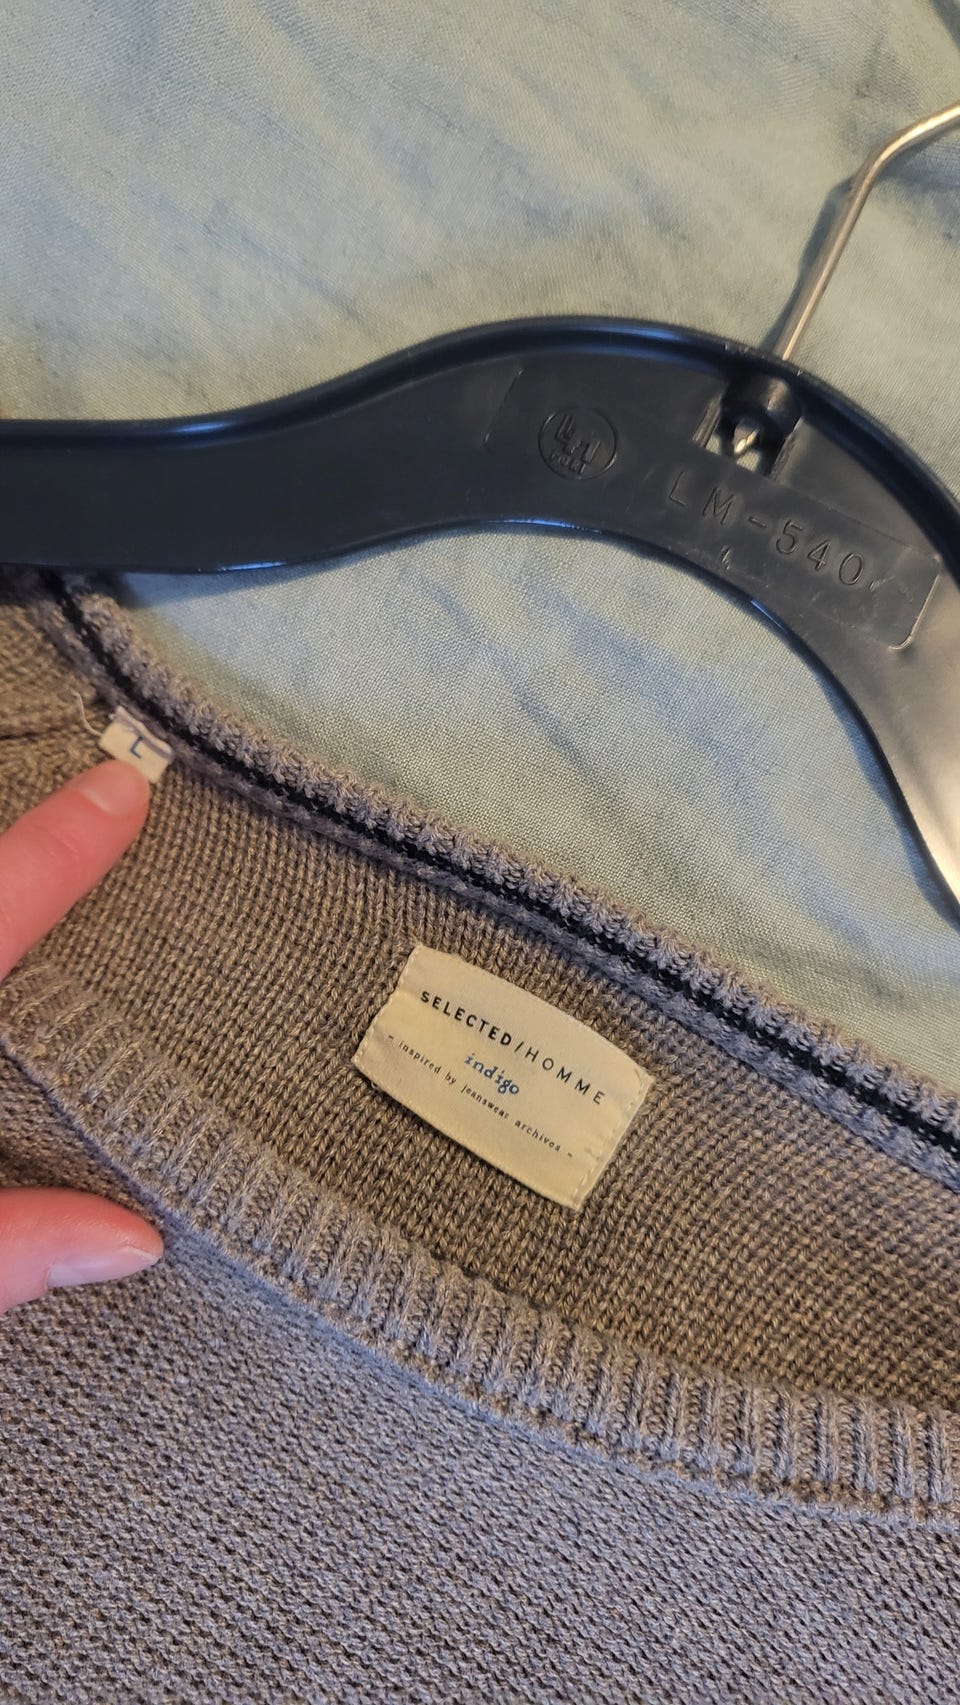 LM-540
L
SELECTED/HOMME
indigo
- inspired by jeanswear archives -